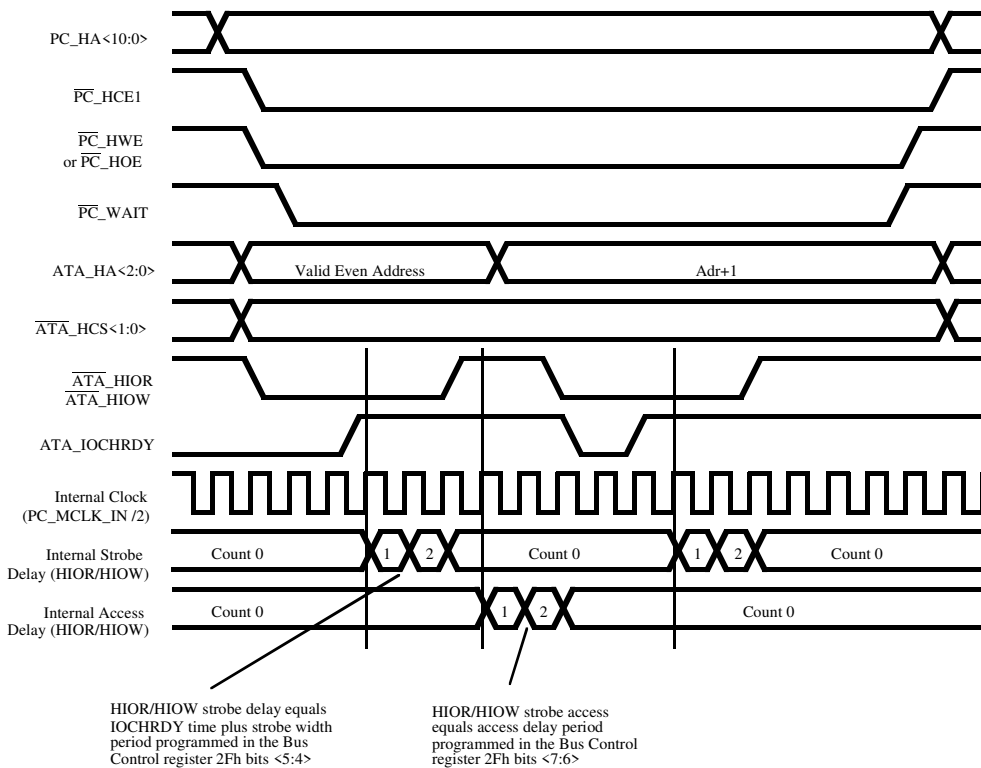 PC_HA<10:0>
PC_HCE1
PC_HWE
or PC_HOE
PC_WAIT
ATA_HA<2:0>
Valid Even Address
Adr+1
ATA_HCS<1:0>
ATA_HIOR
ATA_HIOW
ATA_IOCHRDY
Internal Clock
(PC_MCLK_IN /2)
Internal Strobe
Delay (HIOR/HIOW)
Count 0
1
2
Count 0
1
2
Count 0
Internal Access
Delay (HIOR/HIOW)
Count 0
1
2
Count 0
HIOR/HIOW strobe delay equals
IOCHRDY time plus strobe width
period programmed in the Bus
Control register 2Fh bits <5:4>
HIOR/HIOW strobe access
equals access delay period
programmed in the Bus Control
register 2Fh bits <7:6>